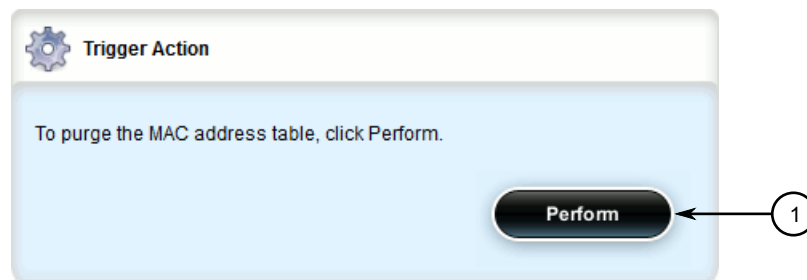 Trigger Action
To purge the MAC address table, click Perform.
Perform
1